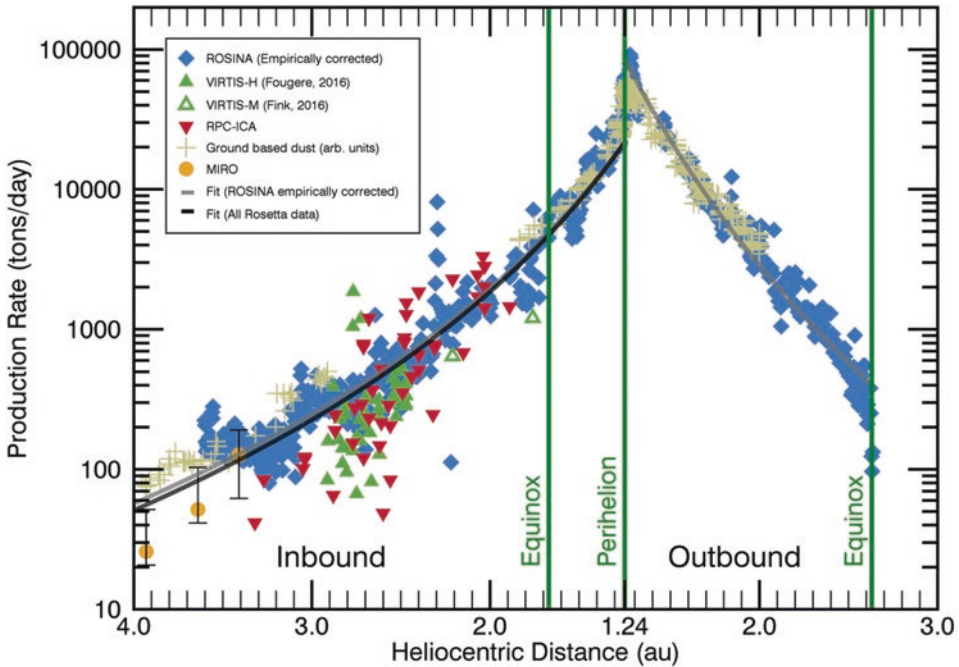 100000
10000
1000
100
10
Production Rate (tons/day)
ROSINA (Empirically corrected)
VIRTIS-H (Fougere, 2016)
VIRTIS-M (Fink, 2016)
RPC-ICA
Ground based dust (arb. units)
MIRO
Fit (ROSINA empirically corrected)
Fit (All Rosetta data)
Inbound
Equinox
Perihelion
Outbound
Equinox
4.0 3.0 2.0 1.24 2.0 3.0
Heliocentric Distance (au)